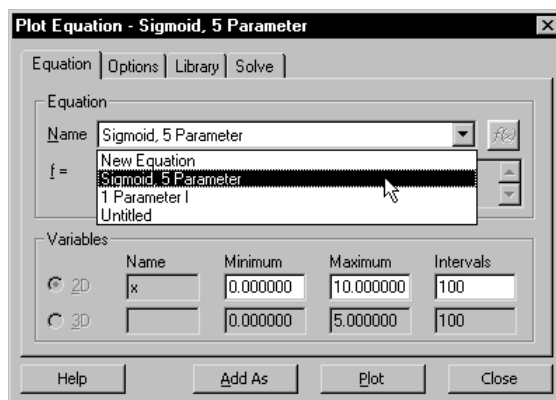 Plot Equation - Sigmoid, 5 Parameter
Equation Options Library Solve
Equation
Name Sigmoid, 5 Parameter f(x)
New Equation
f = Sigmoid, 5 Parameter
1 Parameter I
Untitled
Variables
Name Minimum Maximum Intervals
2D x 0.000000 10.000000 100
3D 0.000000 5.000000 100
Help Add As Plot Close